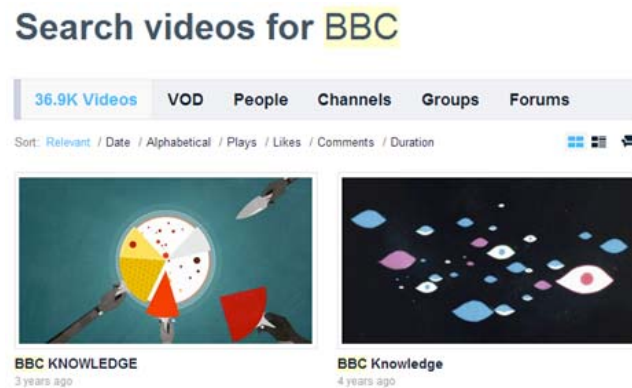 Search videos for BBC
36.9K Videos VOD People Channels Groups Forums
Sort: Relevant / Date / Alphabetical / Plays / Likes / Comments / Duration
BBC KNOWLEDGE BBC Knowledge
3 years ago 4 years ago